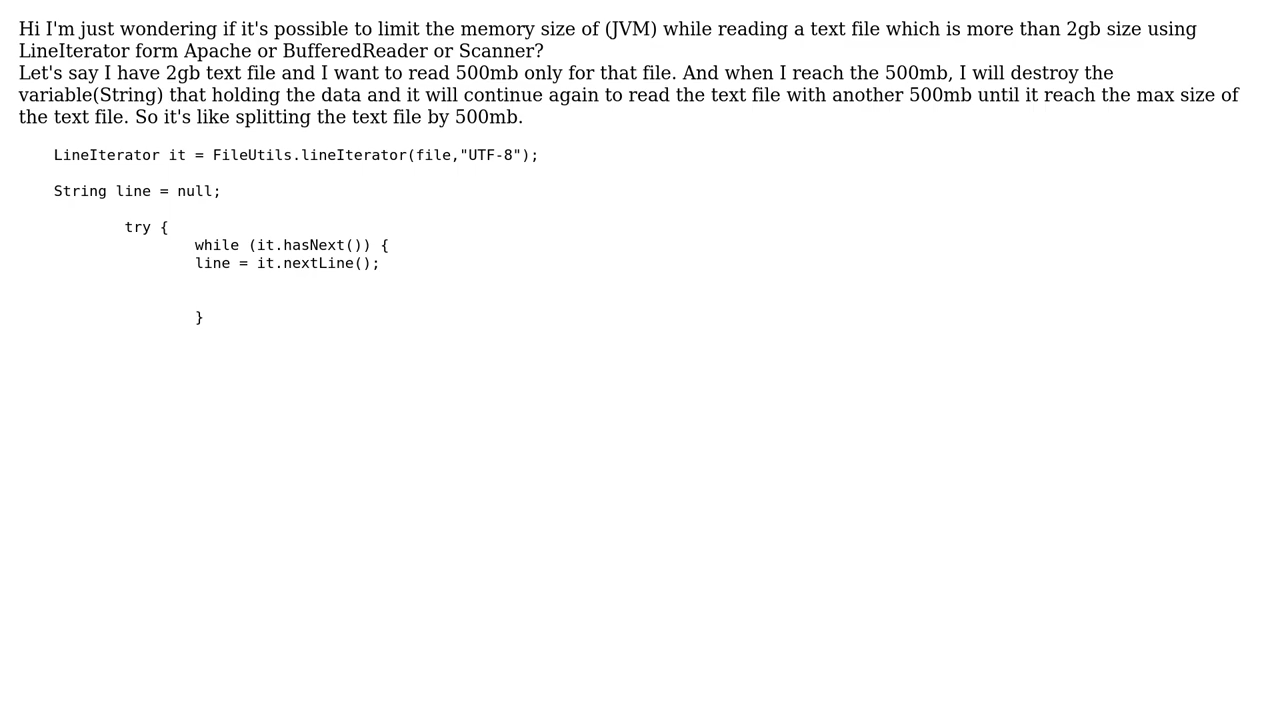 Hi I'm just wondering if it's possible to limit the memory size of (JVM) while reading a text file which is more than 2gb size using
LineIterator form Apache or BufferedReader or Scanner?
Let's say I have 2gb text file and I want to read 500mb only for that file. And when I reach the 500mb, I will destroy the
variable(String) that holding the data and it will continue again to read the text file with another 500mb until it reach the max size of
the text file. So it's like splitting the text file by 500mb.
LineIterator it = FileUtils.lineIterator(file,"UTF-8");
String line = null;
try {
while (it.hasNext()) {
line = it.nextLine();
}